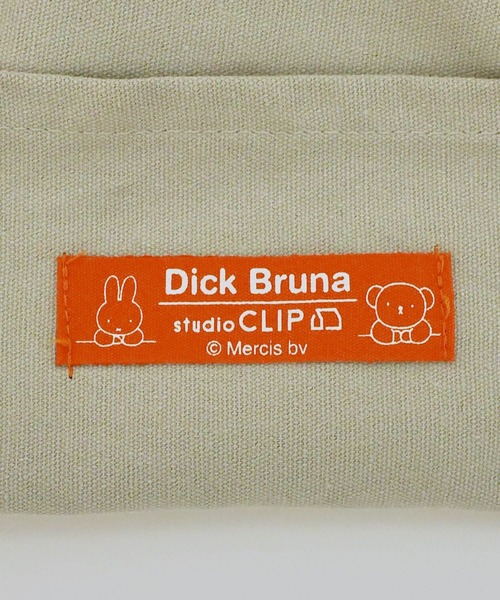 Dick Bruna
studio CLIP
© Mercis bv